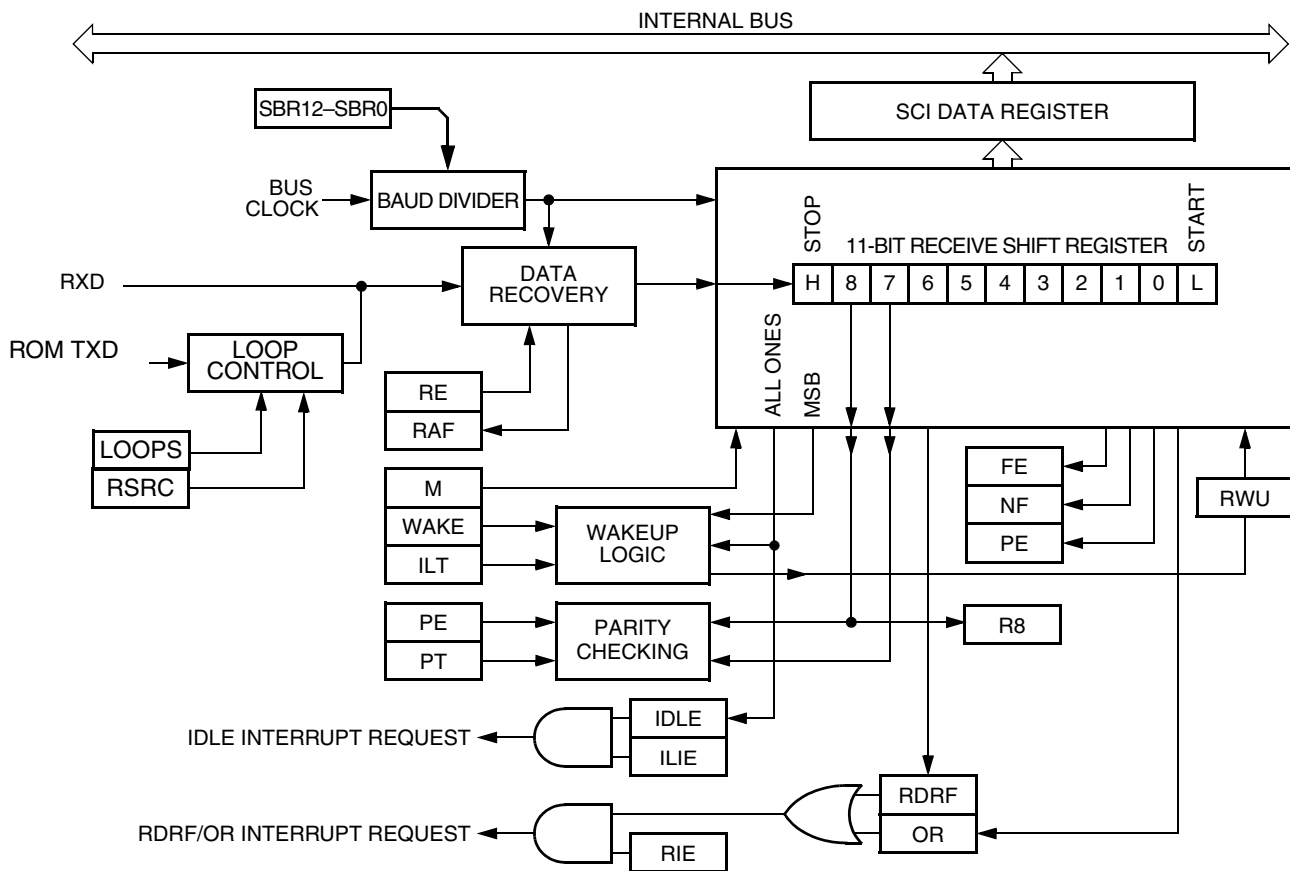 INTERNAL BUS
SBR12–SBR0
SCI DATA REGISTER
BUS
CLOCK
BAUD DIVIDER
STOP
START
11-BIT RECEIVE SHIFT REGISTER
H 8 7 6 5 4 3 2 1 0 L
RXD
DATA
RECOVERY
ROM TXD
LOOP
CONTROL
ALL ONES
MSB
RE
RAF
LOOPS
RSRC
M
WAKE
ILT
WAKEUP
LOGIC
FE
NF
PE
RWU
PE
PT
PARITY
CHECKING
R8
IDLE INTERRUPT REQUEST
IDLE
ILIE
RDRF
OR
RDRF/OR INTERRUPT REQUEST
RIE